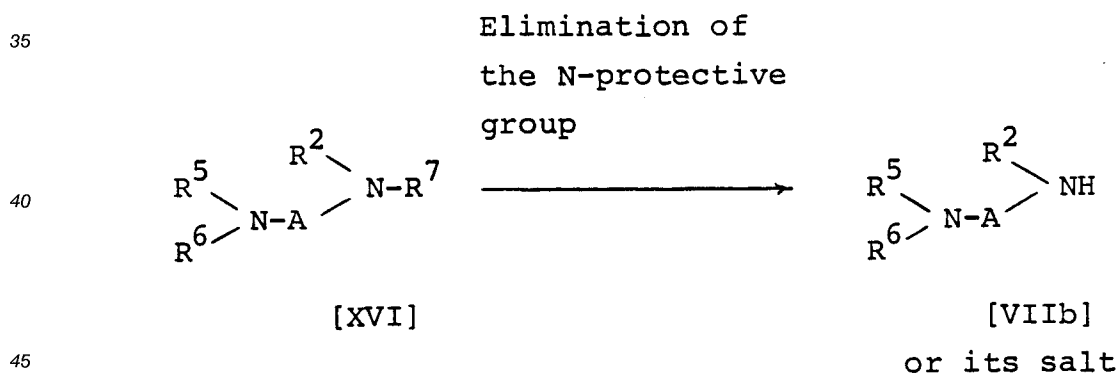 35
Elimination of
the N-protective
group
40
R² R²
R⁵ N-R⁷ R⁵ NH
N-A N-A
R⁶ R⁶
[XVI] [VIIb]
45 or its salt